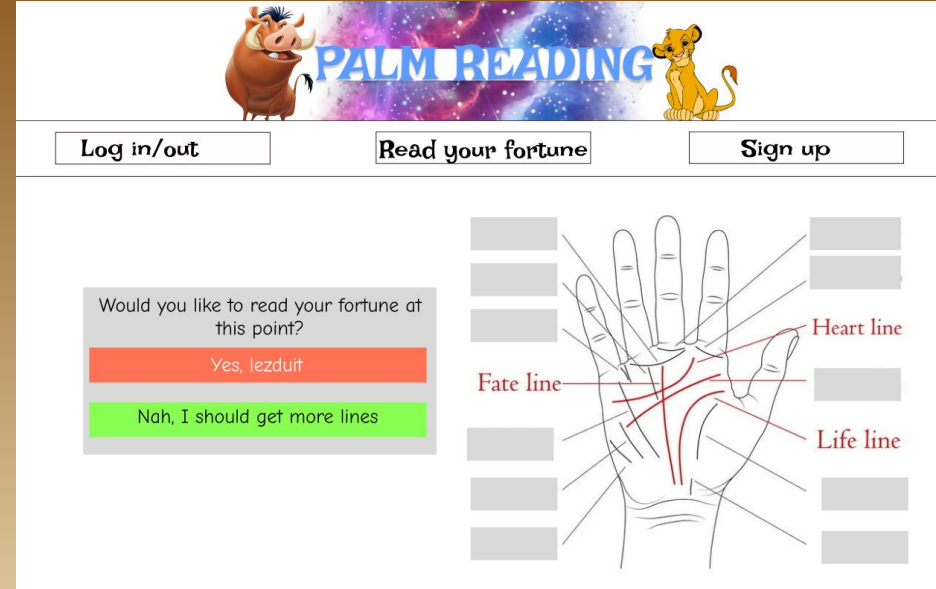 PALM READING
Log in/out
Read your fortune
Sign up
Would you like to read your fortune at
this point?
Yes, lezduit
Nah, I should get more lines
Heart line
Fate line
Life line